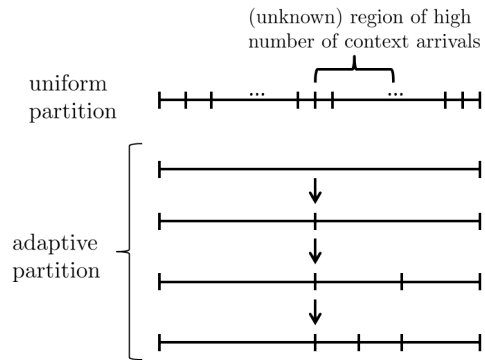 (unknown) region of high
number of context arrivals
uniform
partition
...
...
adaptive
partition